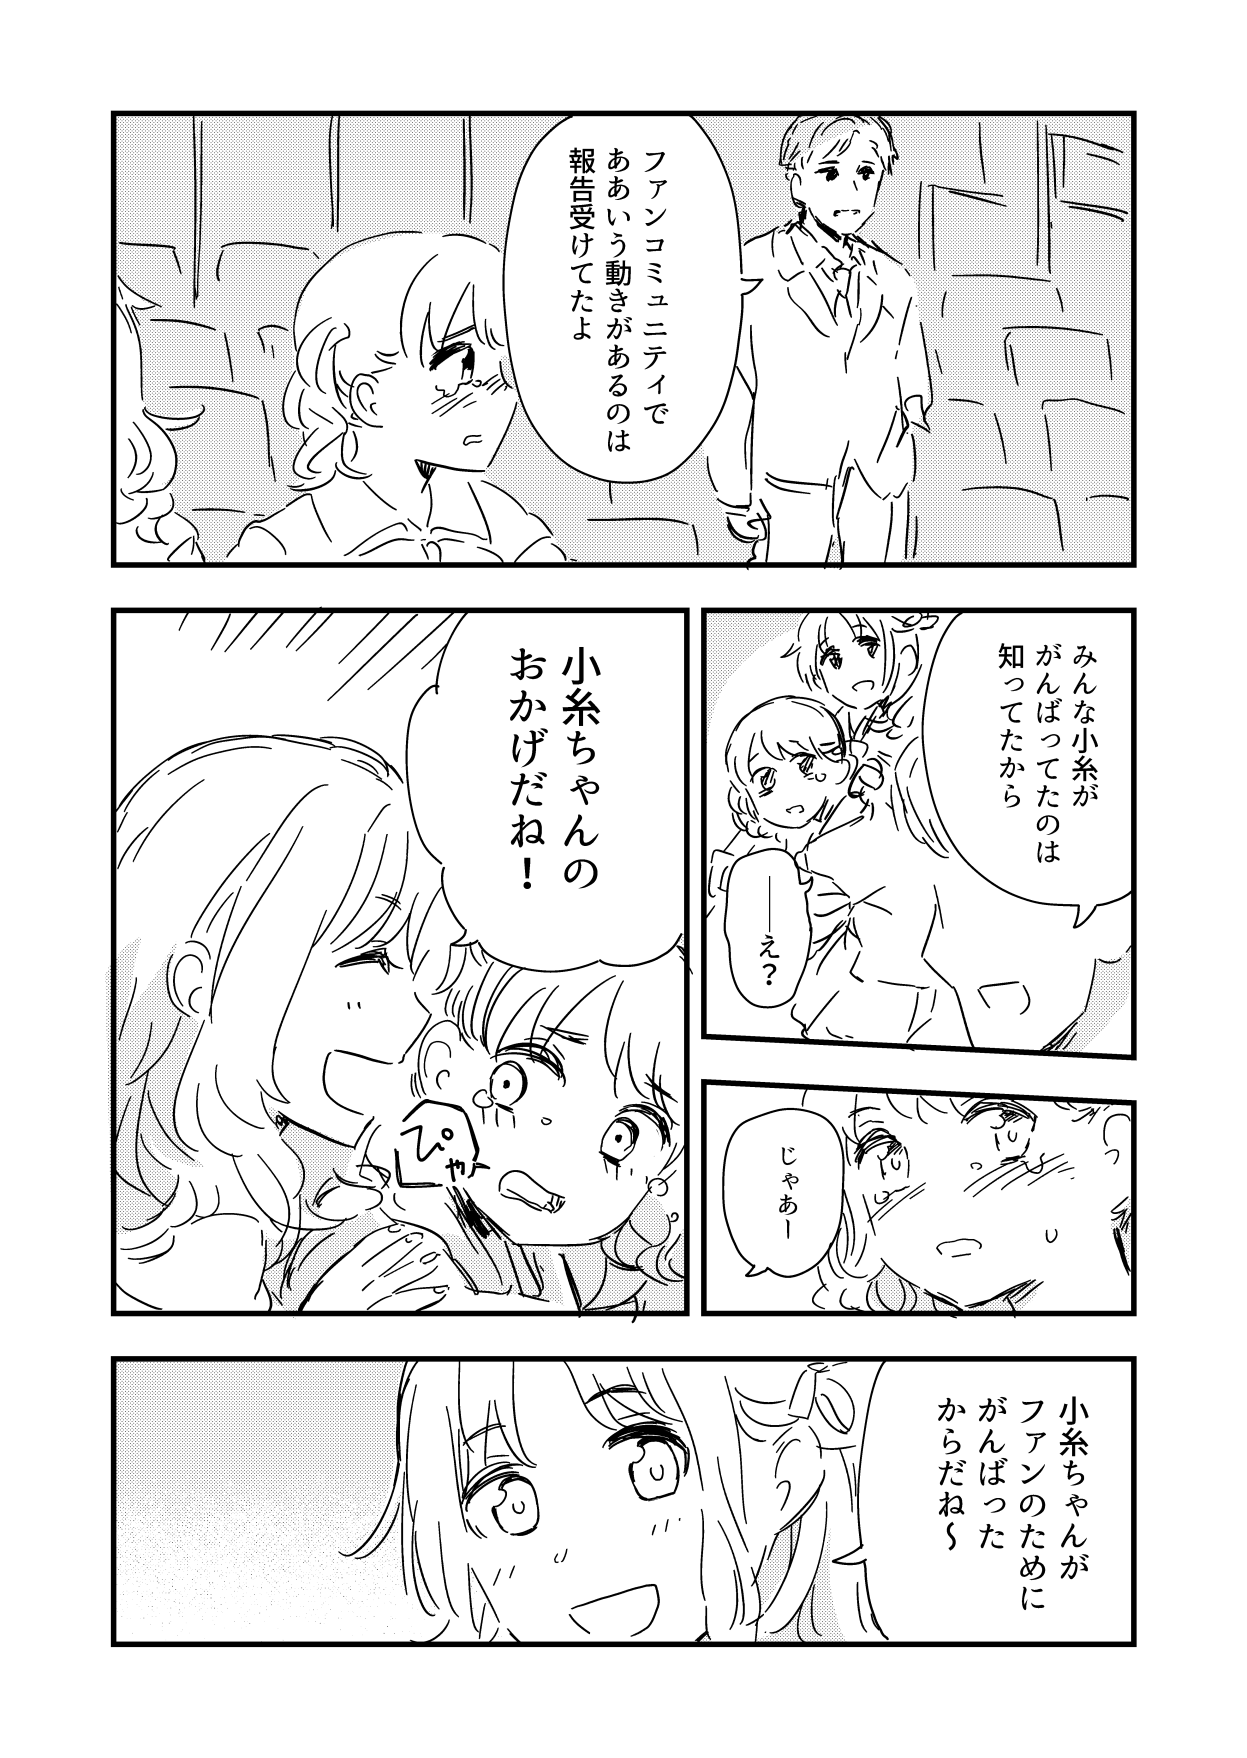 ファンコミュニティで
ああいう動きがあるのは
報告受けてたよ
みんな小糸が
がんばってたのは
知ってたから
――え？
じゃあー
小糸ちゃんの
おかげだね！
ぴゃー
小糸ちゃんが
ファンのために
がんばった
からだね～